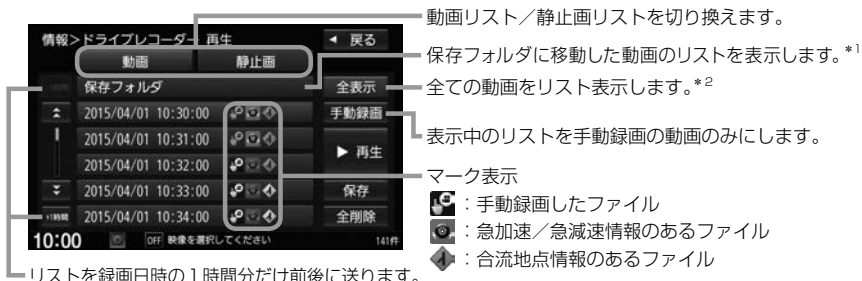 動画リスト／静止画リストを切り換えます。
情報>ドライブレコーダー 再生
◀ 戻る
動画
静止画
保存フォルダに移動した動画のリストを表示します。*1
保存フォルダ
全表示
全ての動画をリスト表示します。*2
2015/04/01 10:30:00
手動録画
2015/04/01 10:31:00
表示中のリストを手動録画の動画のみにします。
2015/04/01 10:32:00
▶ 再生
マーク表示
2015/04/01 10:33:00
保存
：手動録画したファイル
+1時間
2015/04/01 10:34:00
全削除
：急加速／急減速情報のあるファイル
10:00
OFF 映像を選択してください
141件
：合流地点情報のあるファイル
リストを録画日時の1時間分だけ前後に送ります。